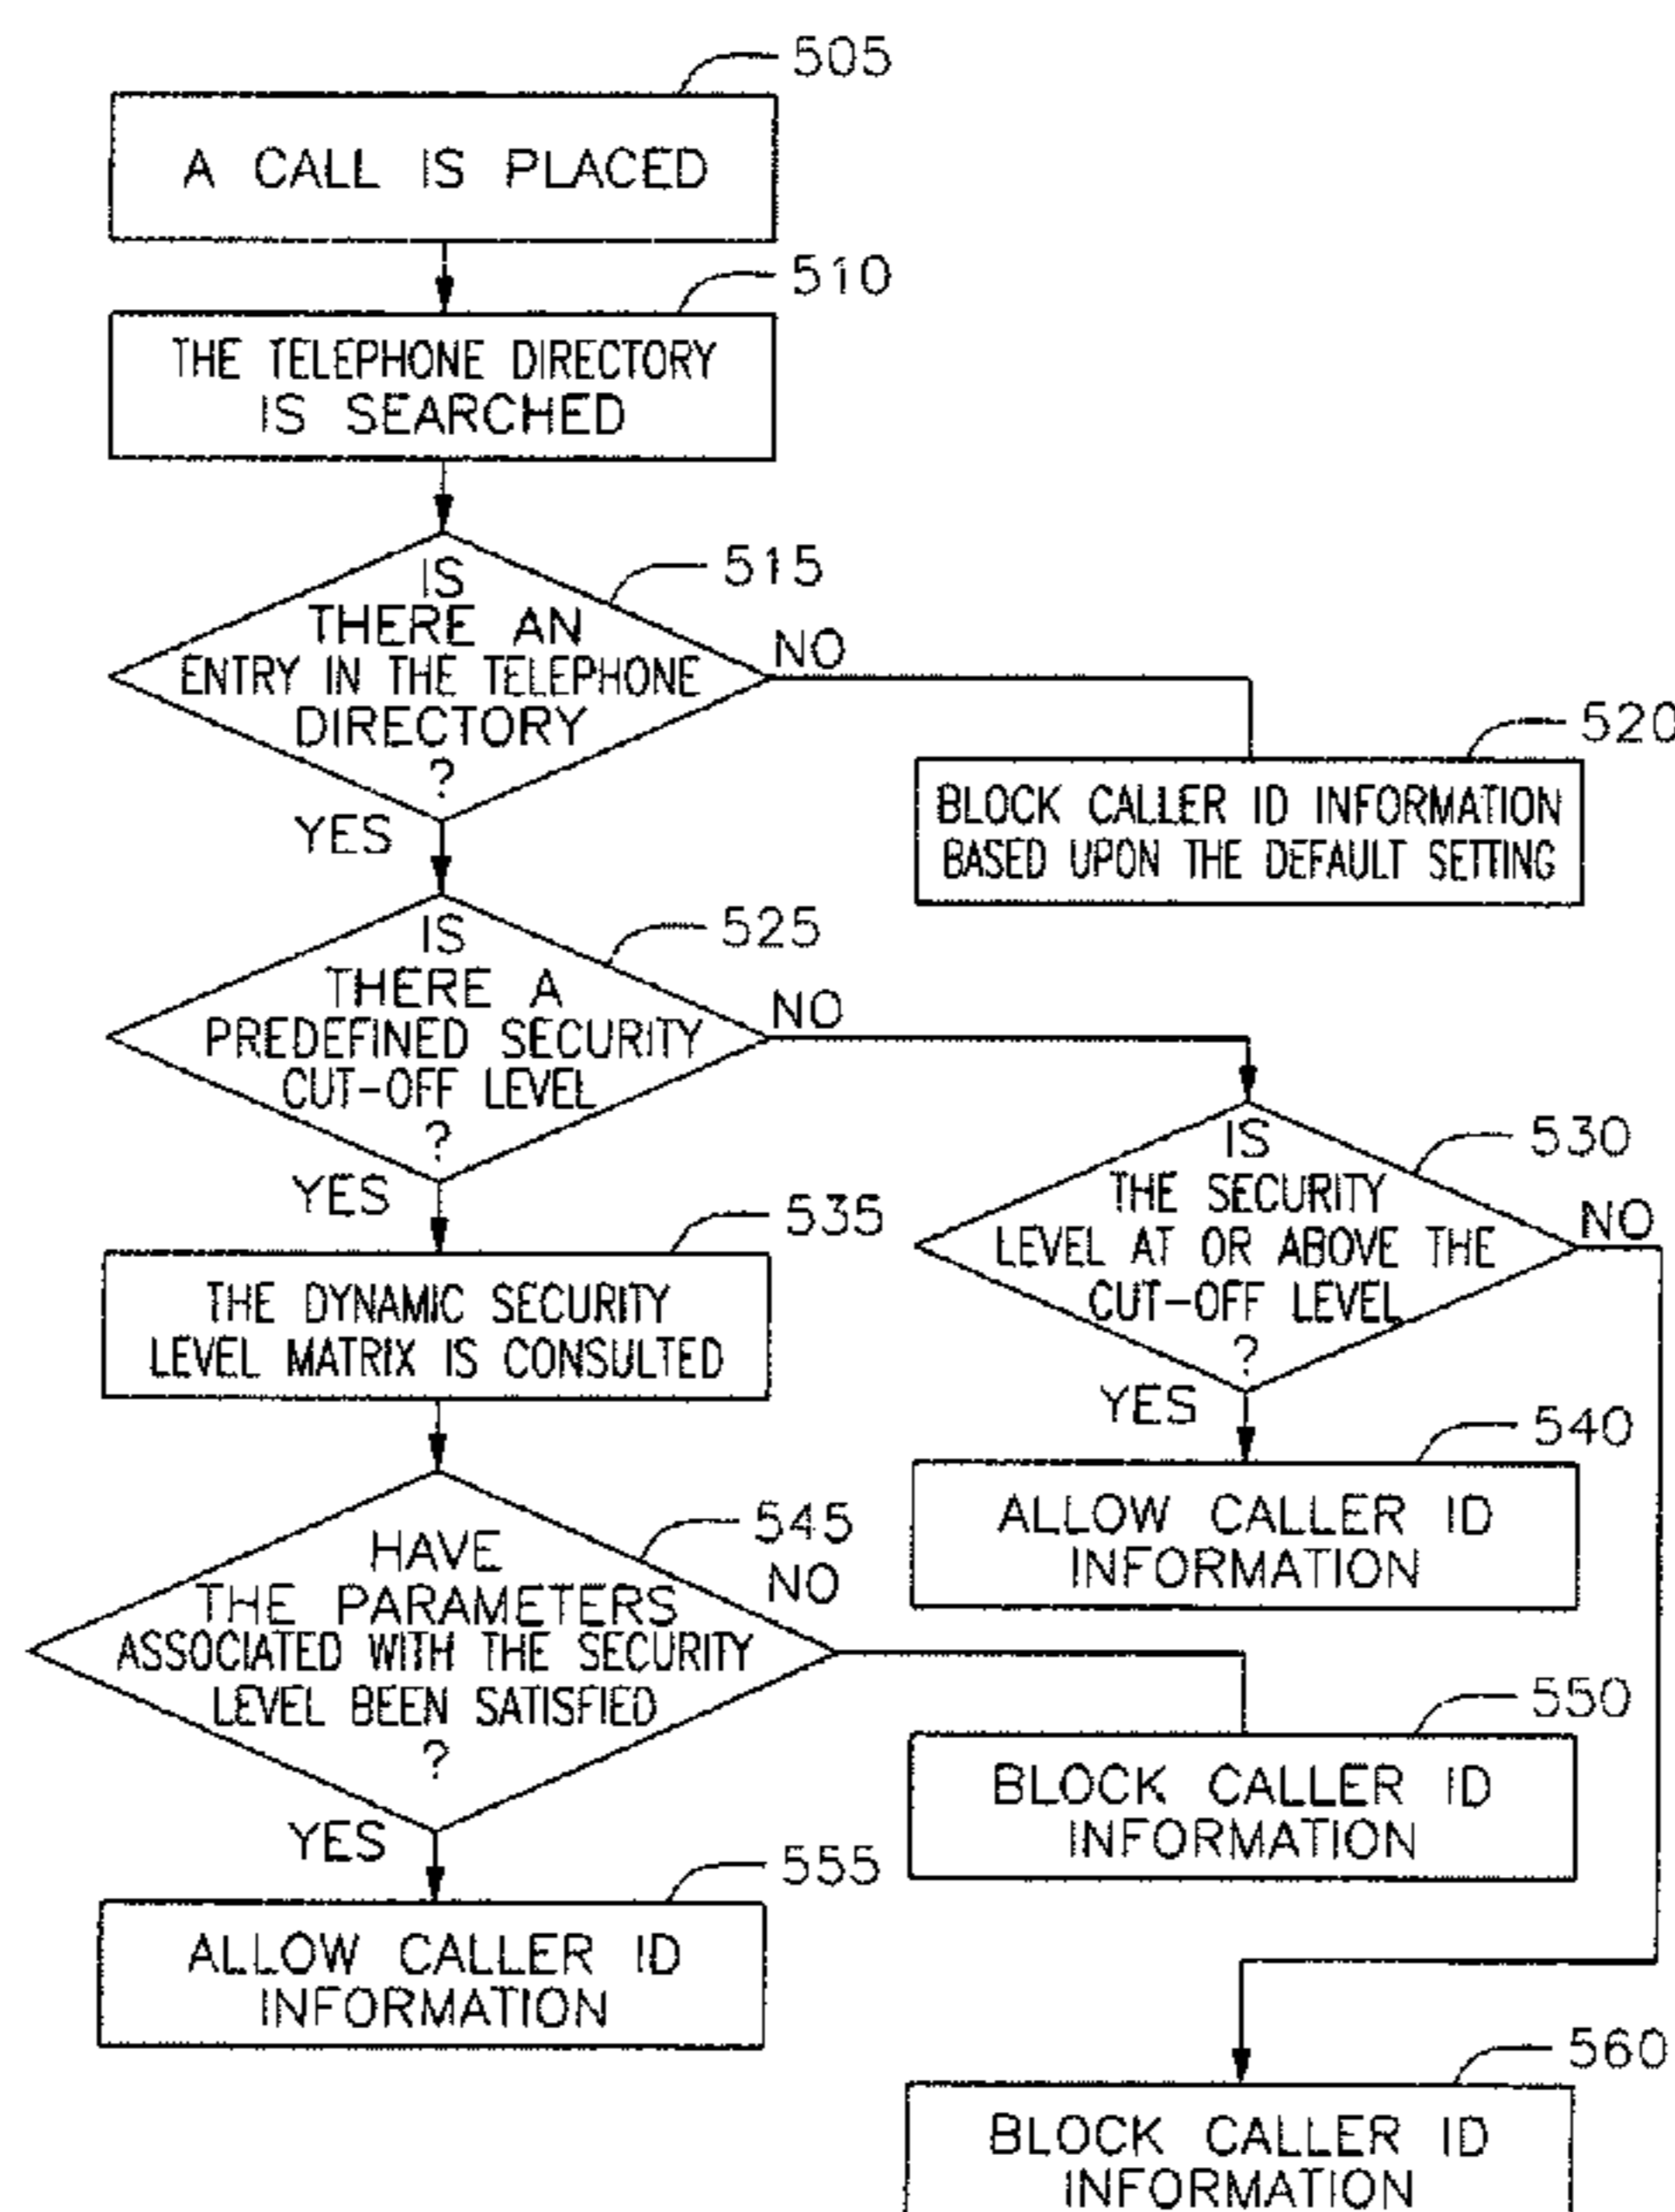 505
A CALL IS PLACED
510
THE TELEPHONE DIRECTORY
IS SEARCHED
515
IS
THERE AN
ENTRY IN THE TELEPHONE
DIRECTORY
?
NO
YES
520
BLOCK CALLER ID INFORMATION
BASED UPON THE DEFAULT SETTING
525
IS
THERE A
PREDEFINED SECURITY
CUT-OFF LEVEL
?
NO
YES
530
IS
THE SECURITY
LEVEL AT OR ABOVE THE
CUT-OFF LEVEL
?
NO
YES
535
THE DYNAMIC SECURITY
LEVEL MATRIX IS CONSULTED
540
ALLOW CALLER ID
INFORMATION
545
HAVE
THE PARAMETERS
ASSOCIATED WITH THE SECURITY
LEVEL BEEN SATISFIED
?
NO
YES
550
BLOCK CALLER ID
INFORMATION
555
ALLOW CALLER ID
INFORMATION
560
BLOCK CALLER ID
INFORMATION